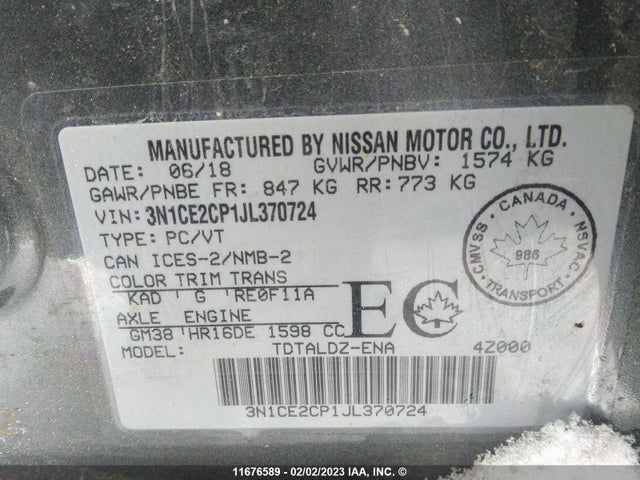 MANUFACTURED BY NISSAN MOTOR CO., LTD.
DATE: 06/18 GVWR/PNBV: 1574 KG
GAWR/PNBE FR: 847 KG RR: 773 KG
VIN: 3N1CE2CP1JL370724
TYPE: PC/VT
CAN ICES-2/NMB-2
COLOR TRIM TRANS
KAD G RE0F11A
AXLE ENGINE
GM38 HR16DE 1598 CC
EC
MODEL: TDTALDZ-ENA 4Z000
3N1CE2CP1JL370724
CANADA
CMVSS
NSVAC
986
TRANSPORT
11676589 - 02/02/2023 IAA, INC.©